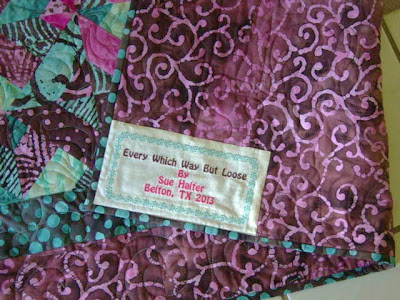 Every Which Way But Loose
By
Sue Haifer
Belton, TX 2013